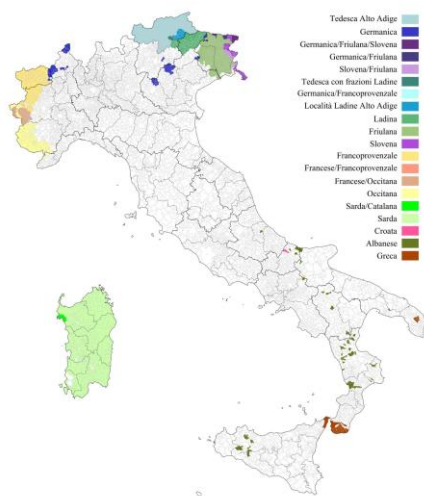 Tedesca Alto Adige
Germanica
Germanica/Friulana/Slovena
Germanica/Friulana
Slovena/Friulana
Tedesca con frazioni Ladine
Germanica/Francoprovenzale
Località Ladine Alto Adige
Ladina
Friulana
Slovena
Francoprovenzale
Francese/Francoprovenzale
Francese/Occitana
Occitana
Sarda/Catalana
Sarda
Croata
Albanese
Greca